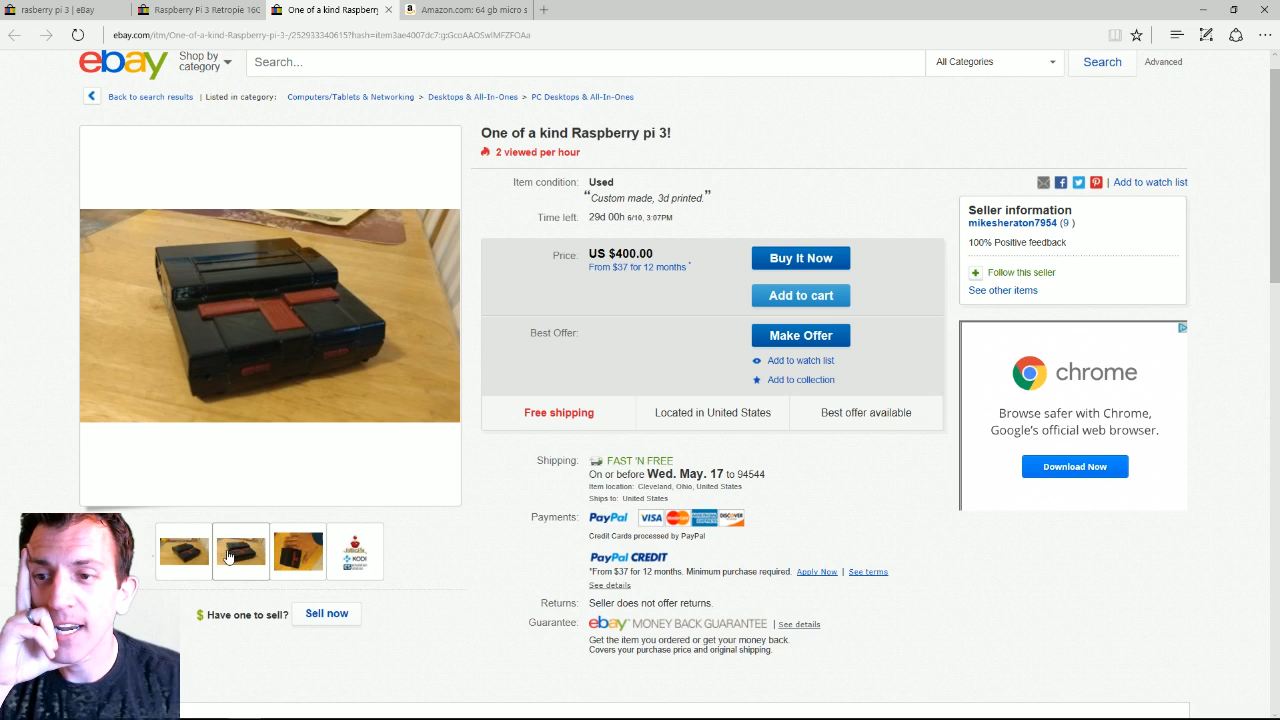 rasberry pi 3 | eBay
Raspberry Pi 3 Retropie 16G
One of a kind Raspberry
Amazon.com: 64 gb micro s
ebay.com/itm/One-of-a-kind-Raspberry-pi-3-/252933340615?hash=item3ae4007dc7:g:GcoAAOSwIMFZFOAa
ebay
Shop by
category
Search...
All Categories
Search
Advanced
Back to search results | Listed in category: Computers/Tablets & Networking > Desktops & All-In-Ones > PC Desktops & All-In-Ones
One of a kind Raspberry pi 3!
2 viewed per hour
Item condition: Used
“Custom made, 3d printed.”
Time left: 29d 00h 6/10, 3:07PM
Price: US $400.00
From $37 for 12 months *
Buy It Now
Add to cart
Best Offer:
Make Offer
Add to watch list
Add to collection
Free shipping
Located in United States
Best offer available
Shipping: FAST 'N FREE
On or before Wed. May. 17 to 94544
Item location: Cleveland, Ohio, United States
Ships to: United States
Payments: PayPal VISA MasterCard DISCOVER
Credit Cards processed by PayPal
PayPal CREDIT
*From $37 for 12 months. Minimum purchase required. Apply Now | See terms
See details
Returns: Seller does not offer returns.
Guarantee: ebay MONEY BACK GUARANTEE | See details
Get the item you ordered or get your money back.
Covers your purchase price and original shipping.
| Add to watch list
Seller information
mikesheraton7954 (9 )
100% Positive feedback
Follow this seller
See other items
chrome
Browse safer with Chrome,
Google's official web browser.
Download Now
KODI
Have one to sell?
Sell now